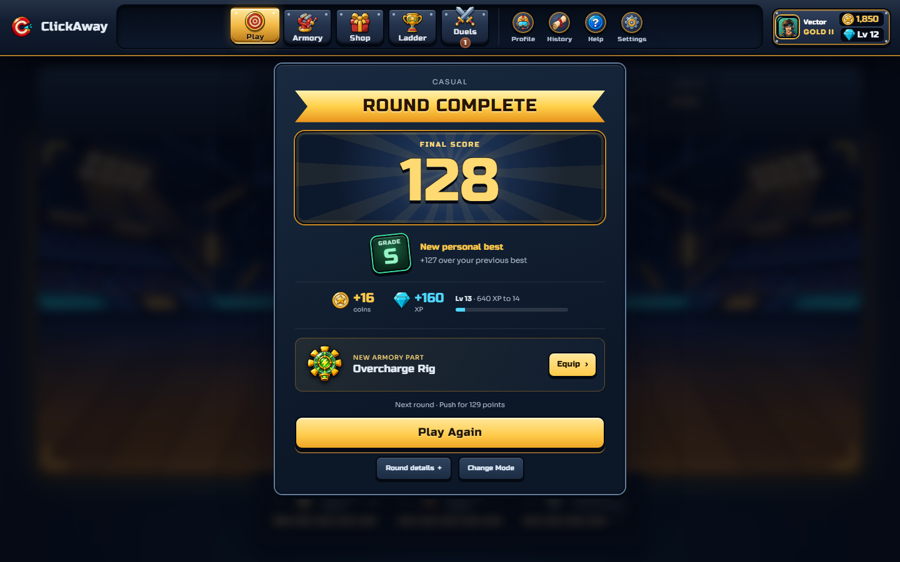 ClickAway
Play
Armory
Shop
Ladder
Duels
1
Profile
History
Help
Settings
Vector
GOLD II
1,850
Lv 12
CASUAL
ROUND COMPLETE
FINAL SCORE
128
GRADE
S
New personal best
+127 over your previous best
+16
coins
+160
XP
Lv 13 · 640 XP to 14
NEW ARMORY PART
Overcharge Rig
Equip ›
Next round · Push for 129 points
Play Again
Round details +
Change Mode